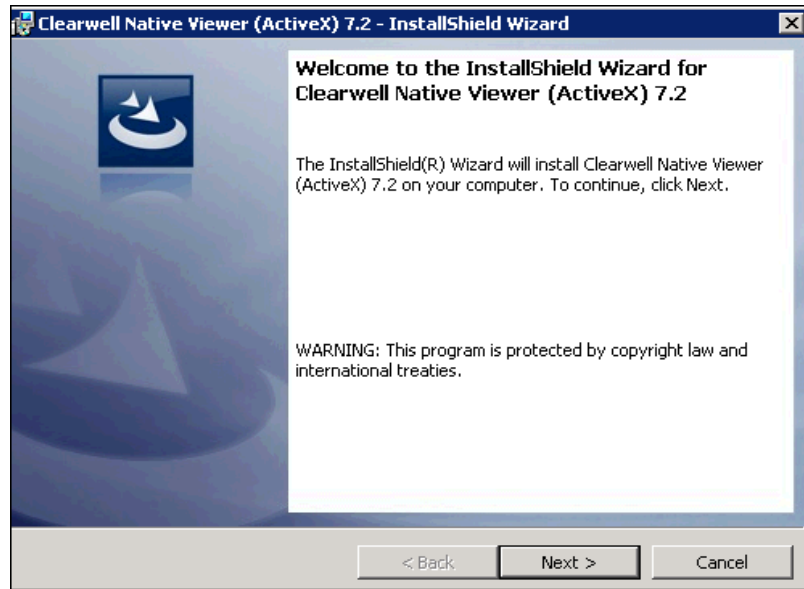 Clearwell Native Viewer (ActiveX) 7.2 - InstallShield Wizard
Welcome to the InstallShield Wizard for
Clearwell Native Viewer (ActiveX) 7.2
The InstallShield(R) Wizard will install Clearwell Native Viewer
(ActiveX) 7.2 on your computer. To continue, click Next.
WARNING: This program is protected by copyright law and
international treaties.
< Back
Next >
Cancel